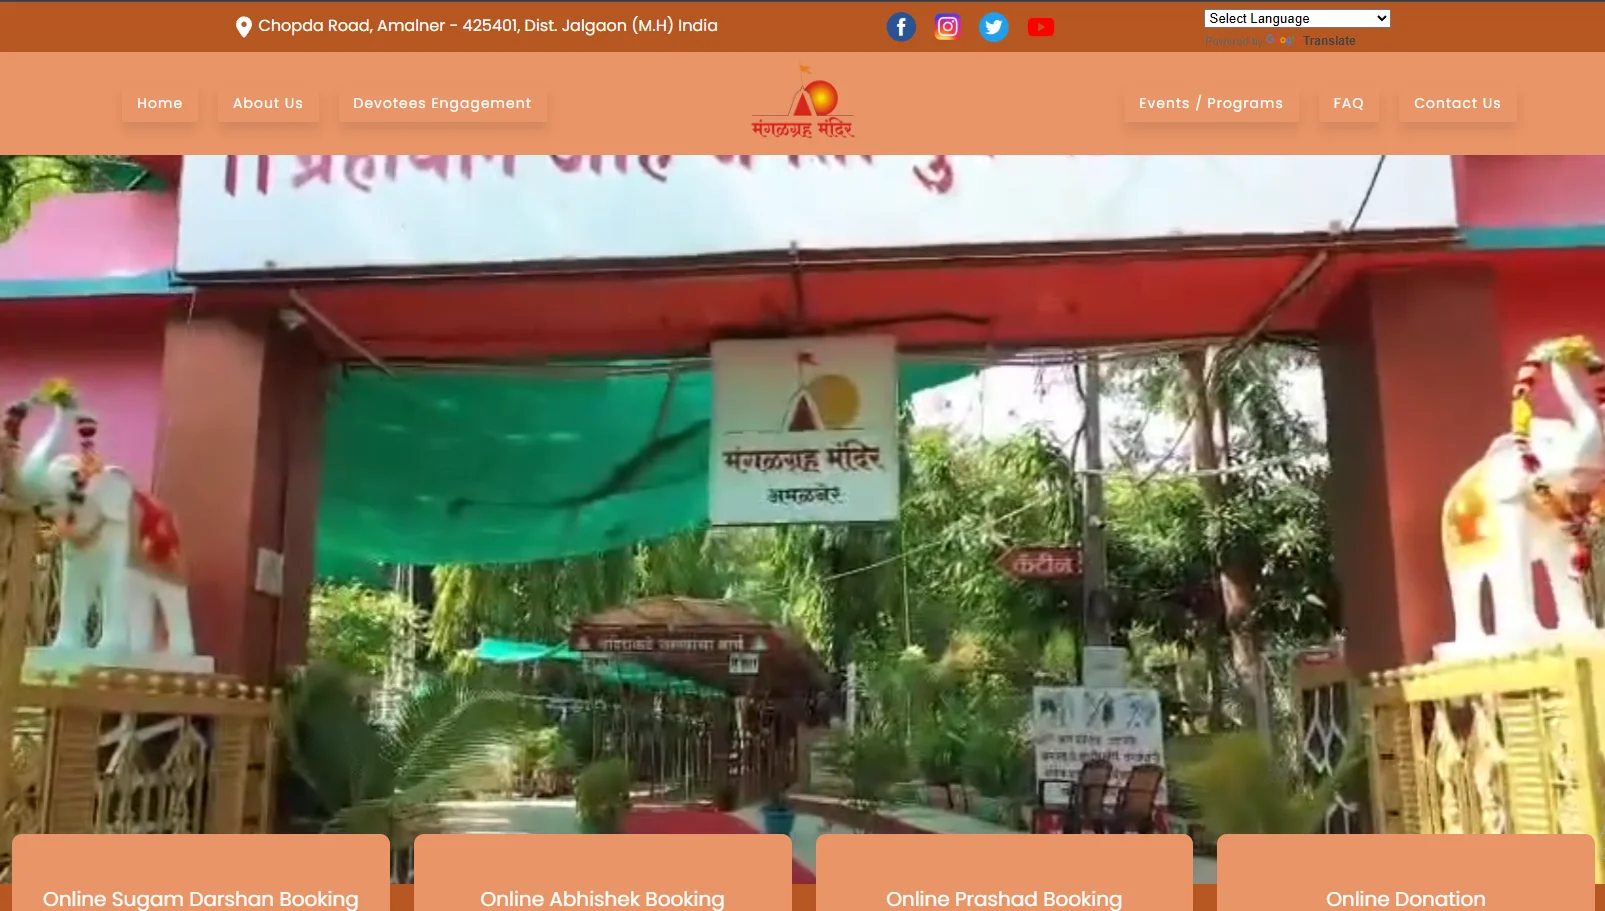 Chopda Road, Amalner - 425401, Dist. Jalgaon (M.H) India
Select Language
Powered by Google Translate
Home
About Us
Devotees Engagement
मंगळग्रह मंदिर
Events / Programs
FAQ
Contact Us
मंगळग्रह मंदिर
अमळनेर
कॅंटीन
Online Sugam Darshan Booking
Online Abhishek Booking
Online Prashad Booking
Online Donation